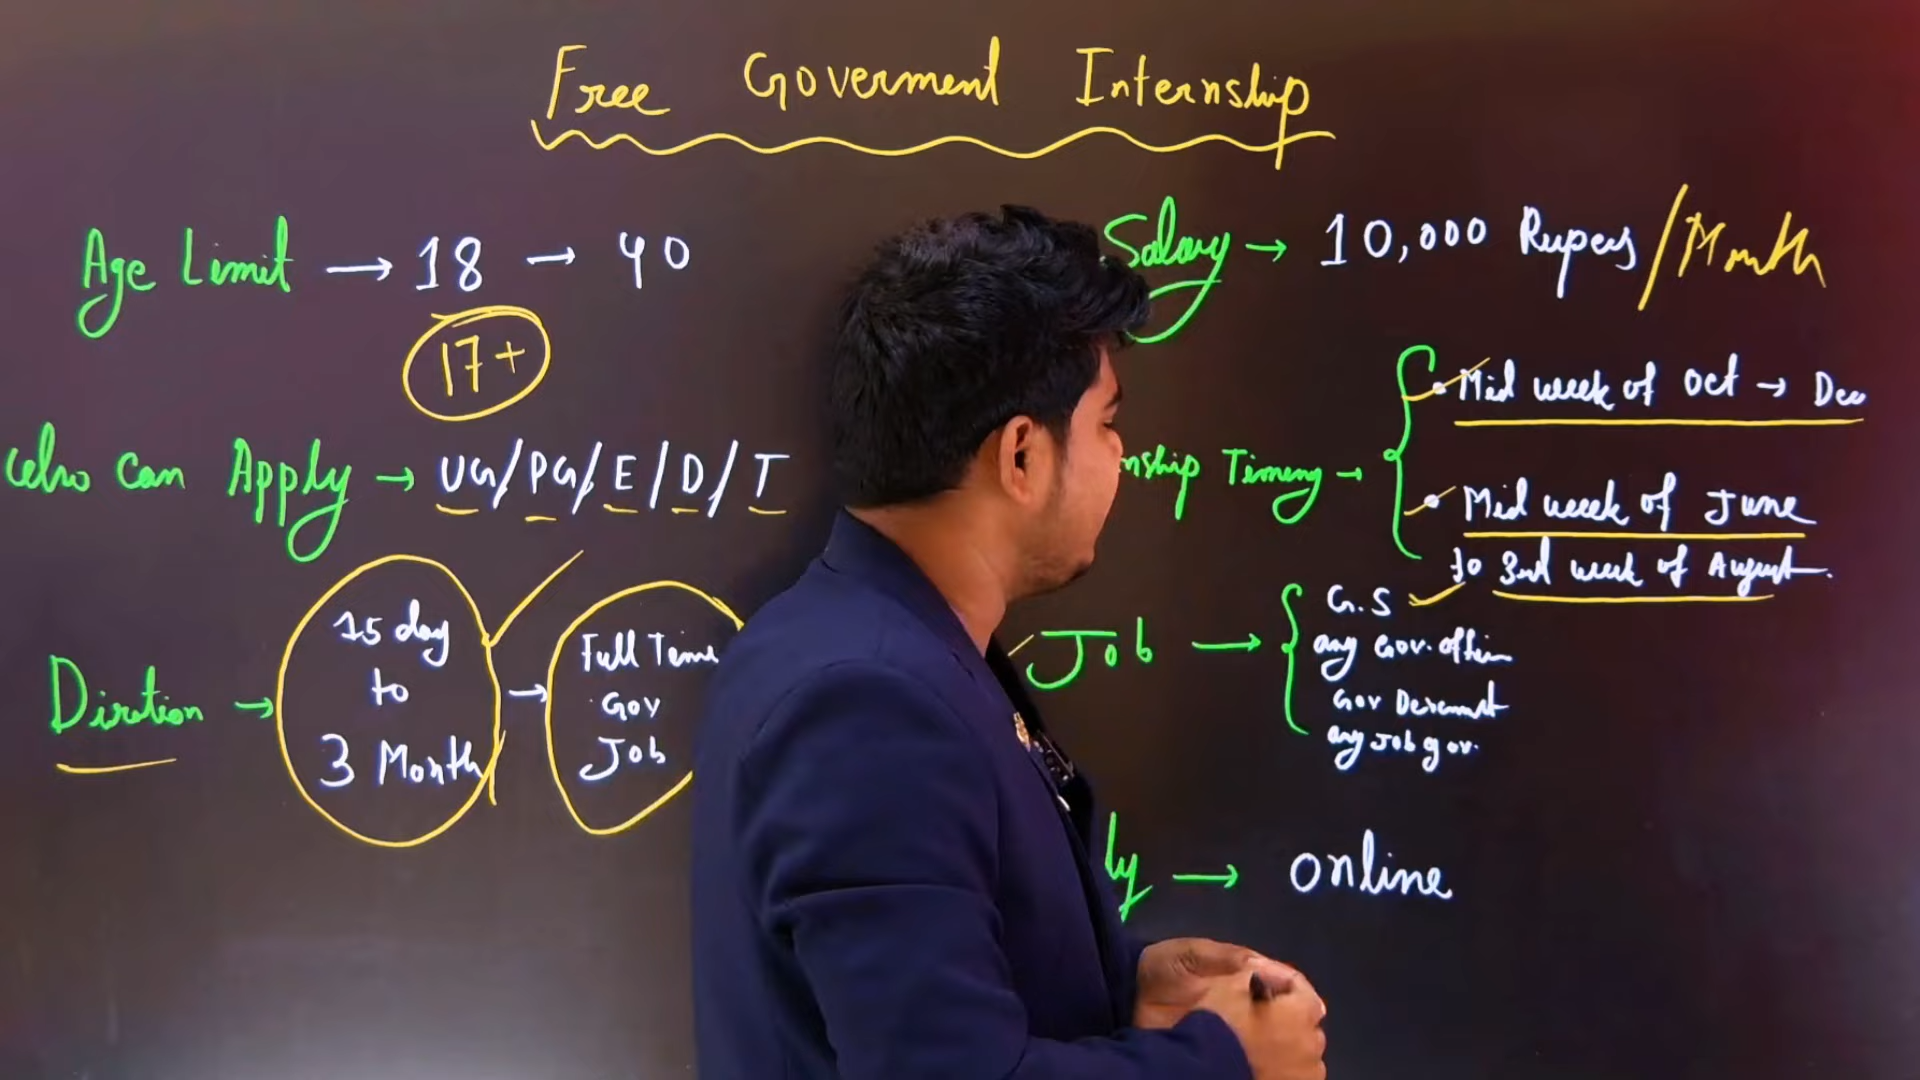 Free Goverment Internship
Age Limit → 18 → 40
17+
Who can Apply → UG/PG/E/D/T
Diration → 15 day
to
3 Month
→ Full Time
Gov
Job
Salary → 10,000 Rupees/Month
nship Timing →
Mid week of Oct → Dec
Mid week of June
to 3rd week of August.
Job →
G.S
any Gov. office
Gov
any Job gov.
ly → online